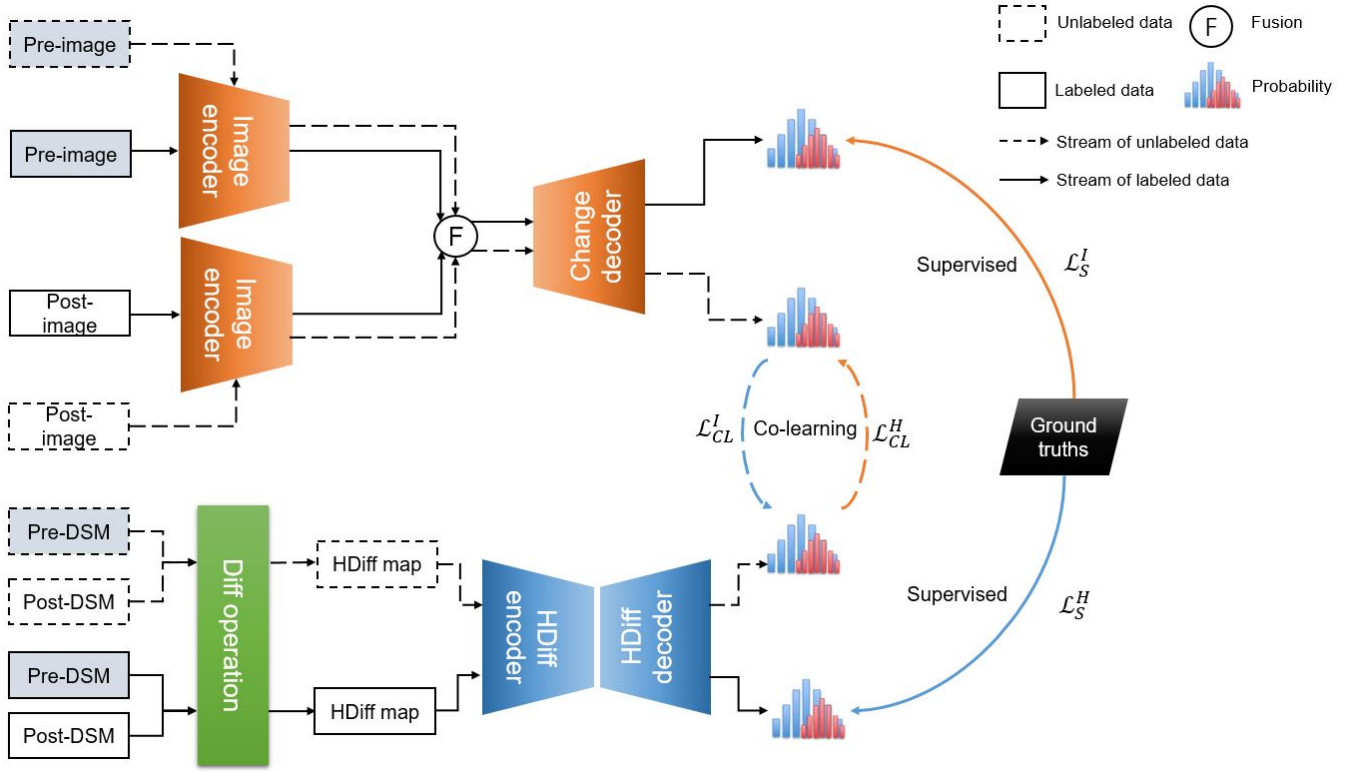 Pre-image
Pre-image
Image
encoder
Image
encoder
Post-
image
Post-
image
F
Change
decoder
Unlabeled data
F
Fusion
Labeled data
Probability
Stream of unlabeled data
Stream of labeled data
Supervised
ℒ_S^I
ℒ_CL^I
Co-learning
ℒ_CL^H
Ground
truths
Supervised
ℒ_S^H
Pre-DSM
Post-DSM
Pre-DSM
Post-DSM
Diff operation
HDiff map
HDiff map
HDiff
encoder
HDiff
decoper